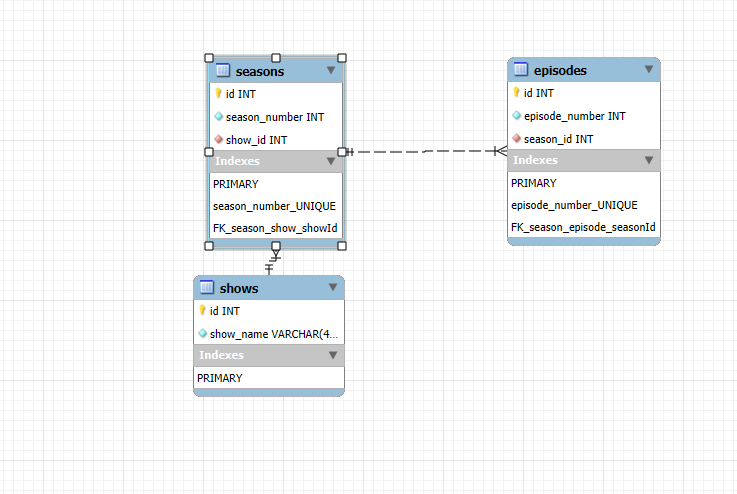 seasons
id INT
season_number INT
show_id INT
Indexes
PRIMARY
season_number_UNIQUE
FK_season_show_showId
episodes
id INT
episode_number INT
season_id INT
Indexes
PRIMARY
episode_number_UNIQUE
FK_season_episode_seasonId
shows
id INT
show_name VARCHAR(4...
Indexes
PRIMARY